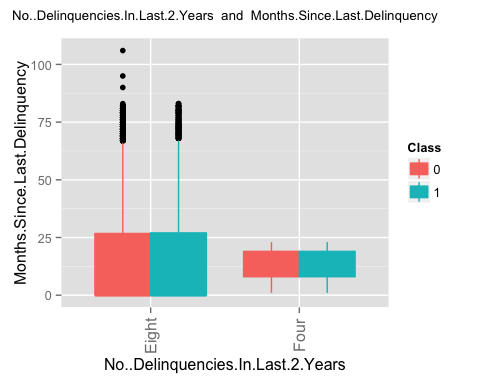 No..Delinquencies.In.Last.2.Years and Months.Since.Last.Delinquency
Months.Since.Last.Delinquency
100
75
50
25
0
Eight
Four
No..Delinquencies.In.Last.2.Years
Class
0
1